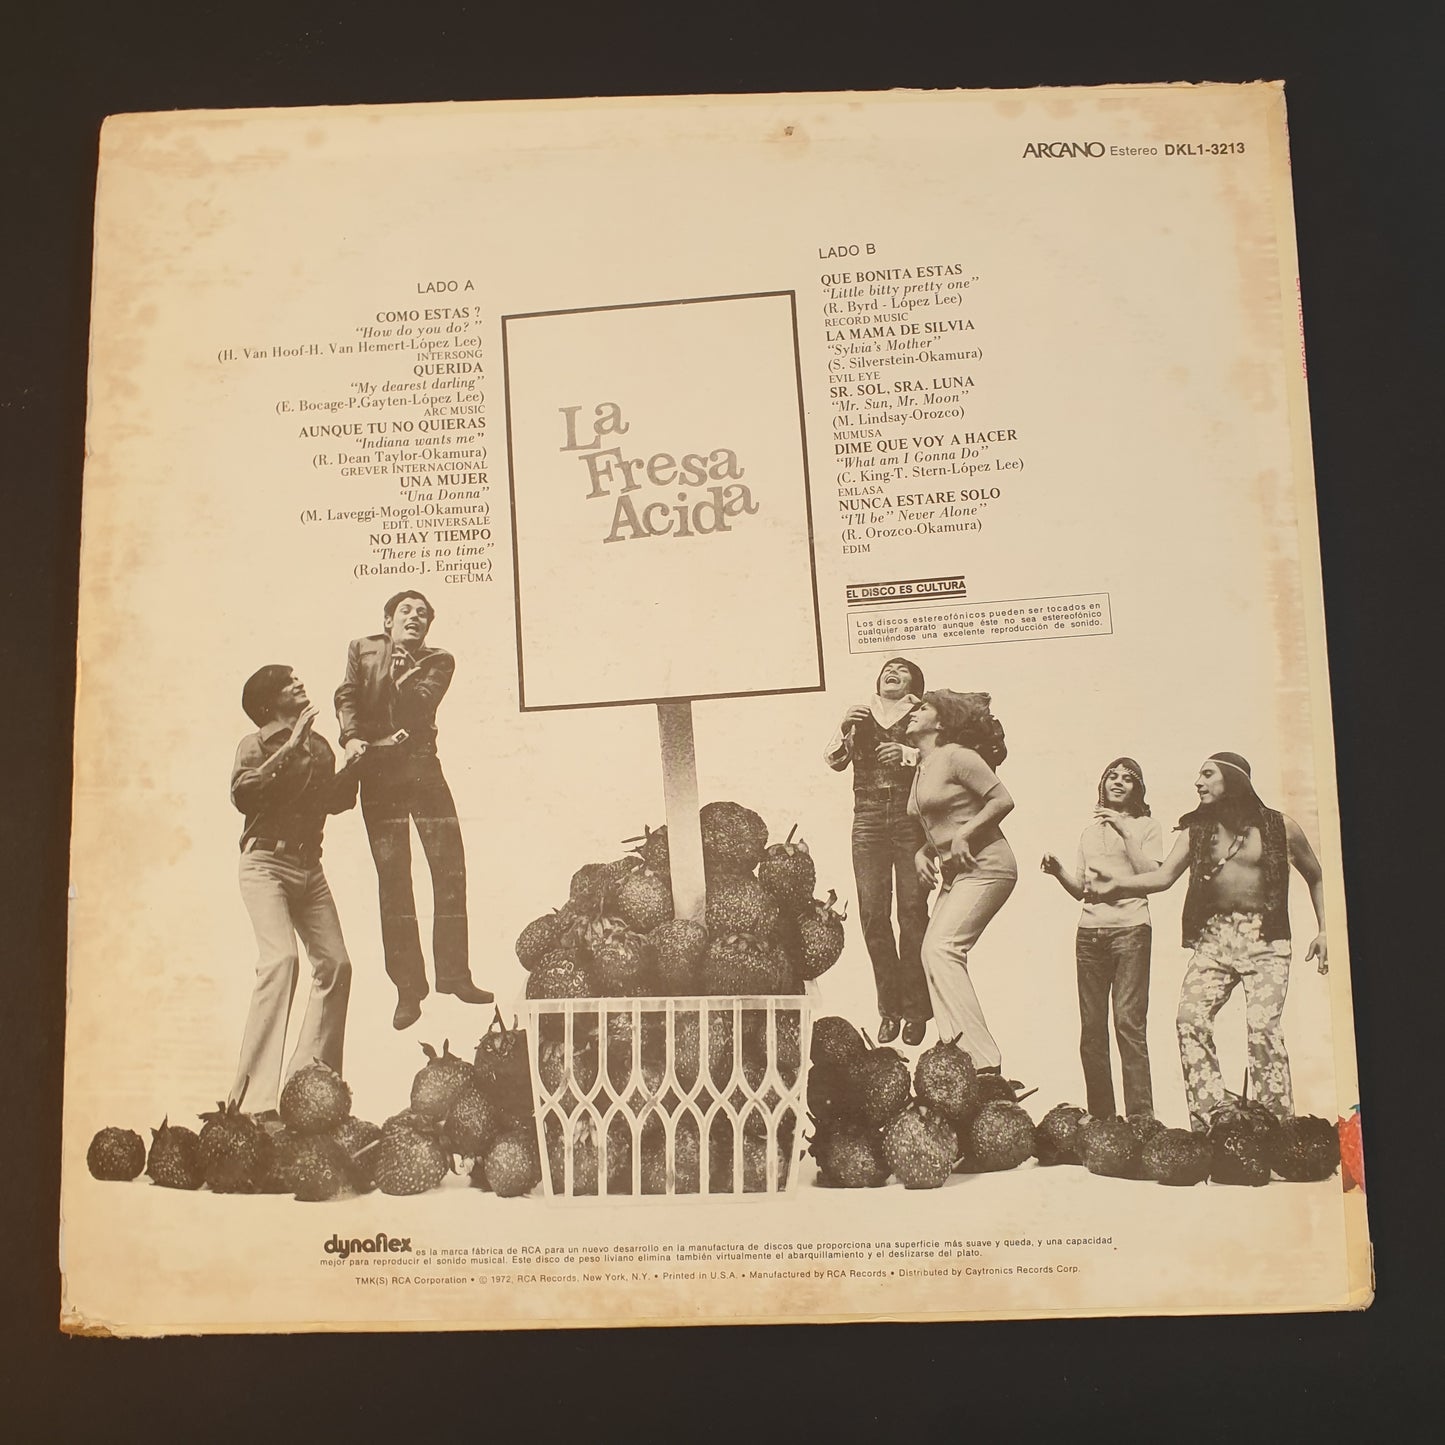 ARCANO Estereo DKL1-3213
LADO A
COMO ESTAS ?
“How do you do? ”
(H. Van Hoof-H. Van Hemert-López Lee)
INTERSONG
QUERIDA
“My dearest darling”
(E. Bocage-P.Gayten-López Lee)
ARC MUSIC
AUNQUE TU NO QUIERAS
“Indiana wants me”
(R. Dean Taylor-Okamura)
GREVER INTERNACIONAL
UNA MUJER
“Una Donna”
(M. Laveggi-Mogol-Okamura)
EDIT. UNIVERSALE
NO HAY TIEMPO
“There is no time”
(Rolando-J. Enrique)
CEFUMA
La
Fresa
Acida
LADO B
QUE BONITA ESTAS
“Little bitty pretty one”
(R. Byrd - López Lee)
RECORD MUSIC
LA MAMA DE SILVIA
“Sylvia's Mother”
(S. Silverstein-Okamura)
EVIL EYE
SR. SOL, SRA. LUNA
“Mr. Sun, Mr. Moon”
(M. Lindsay-Orozco)
MUMUSA
DIME QUE VOY A HACER
“What am I Gonna Do”
(C. King-T. Stern-López Lee)
EMLASA
NUNCA ESTARE SOLO
“I'll be” Never Alone”
(R. Orozco-Okamura)
EDIM
EL DISCO ES CULTURA
Los discos estereofónicos pueden ser tocados en
cualquier aparato aunque éste no sea estereofónico
obteniéndose una excelente reproducción de sonido.
dynaflex es la marca fábrica de RCA para un nuevo desarrollo en la manufactura de discos que proporciona una superficie más suave y queda, y una capacidad
mejor para reproducir el sonido musical. Este disco de peso liviano elimina también virtualmente el abarquillamiento y el deslizarse del plato.
TMK(S) RCA Corporation • © 1972, RCA Records, New York, N.Y. • Printed in U.S.A. • Manufactured by RCA Records • Distributed by Caytronics Records Corp.